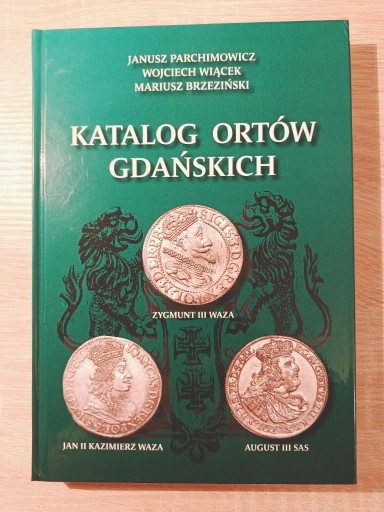 JANUSZ PARCHIMOWICZ
WOJCIECH WIĄCEK
MARIUSZ BRZEZIŃSKI
KATALOG ORTÓW
GDAŃSKICH
ZYGMUNT III WAZA
JAN II KAZIMIERZ WAZA
AUGUST III SAS